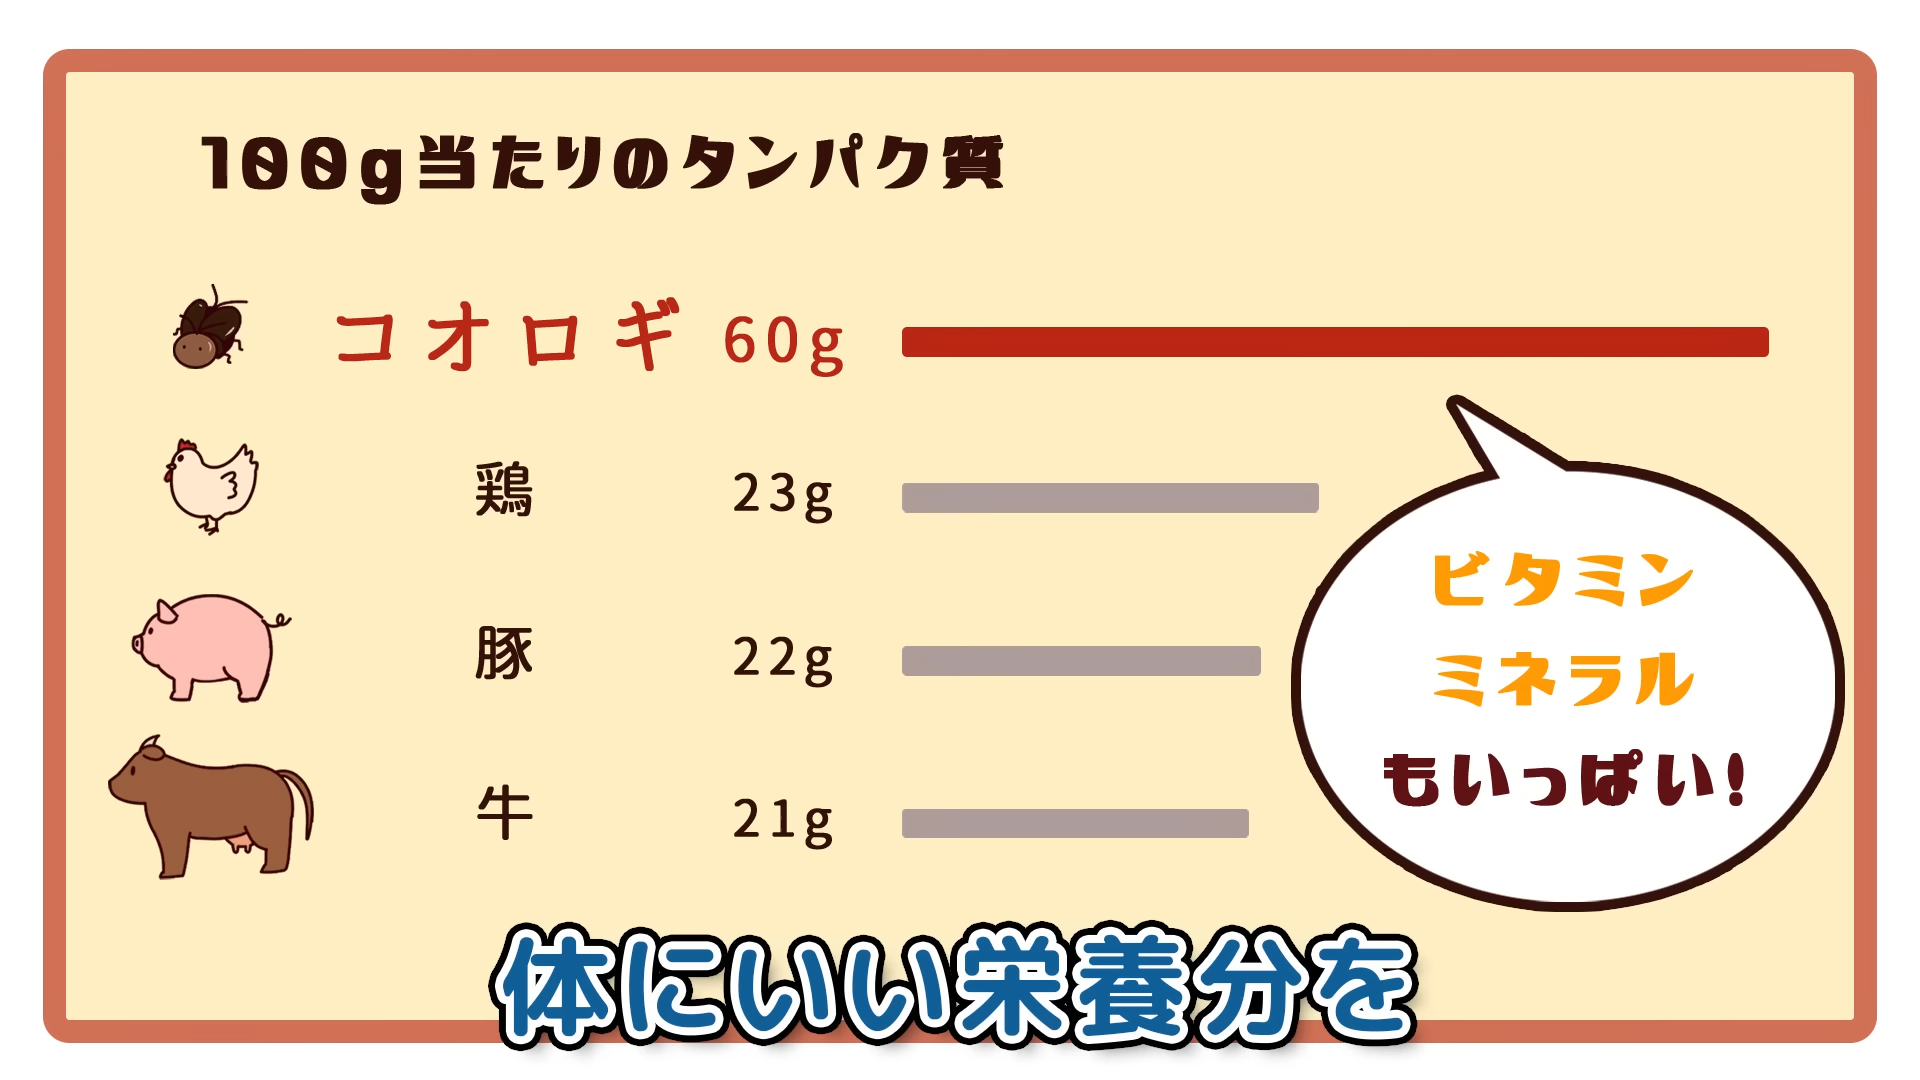 100g当たりのタンパク質
コオロギ 60g
鶏 23g
豚 22g
牛 21g
ビタミン
ミネラル
もいっぱい!
体にいい栄養分を